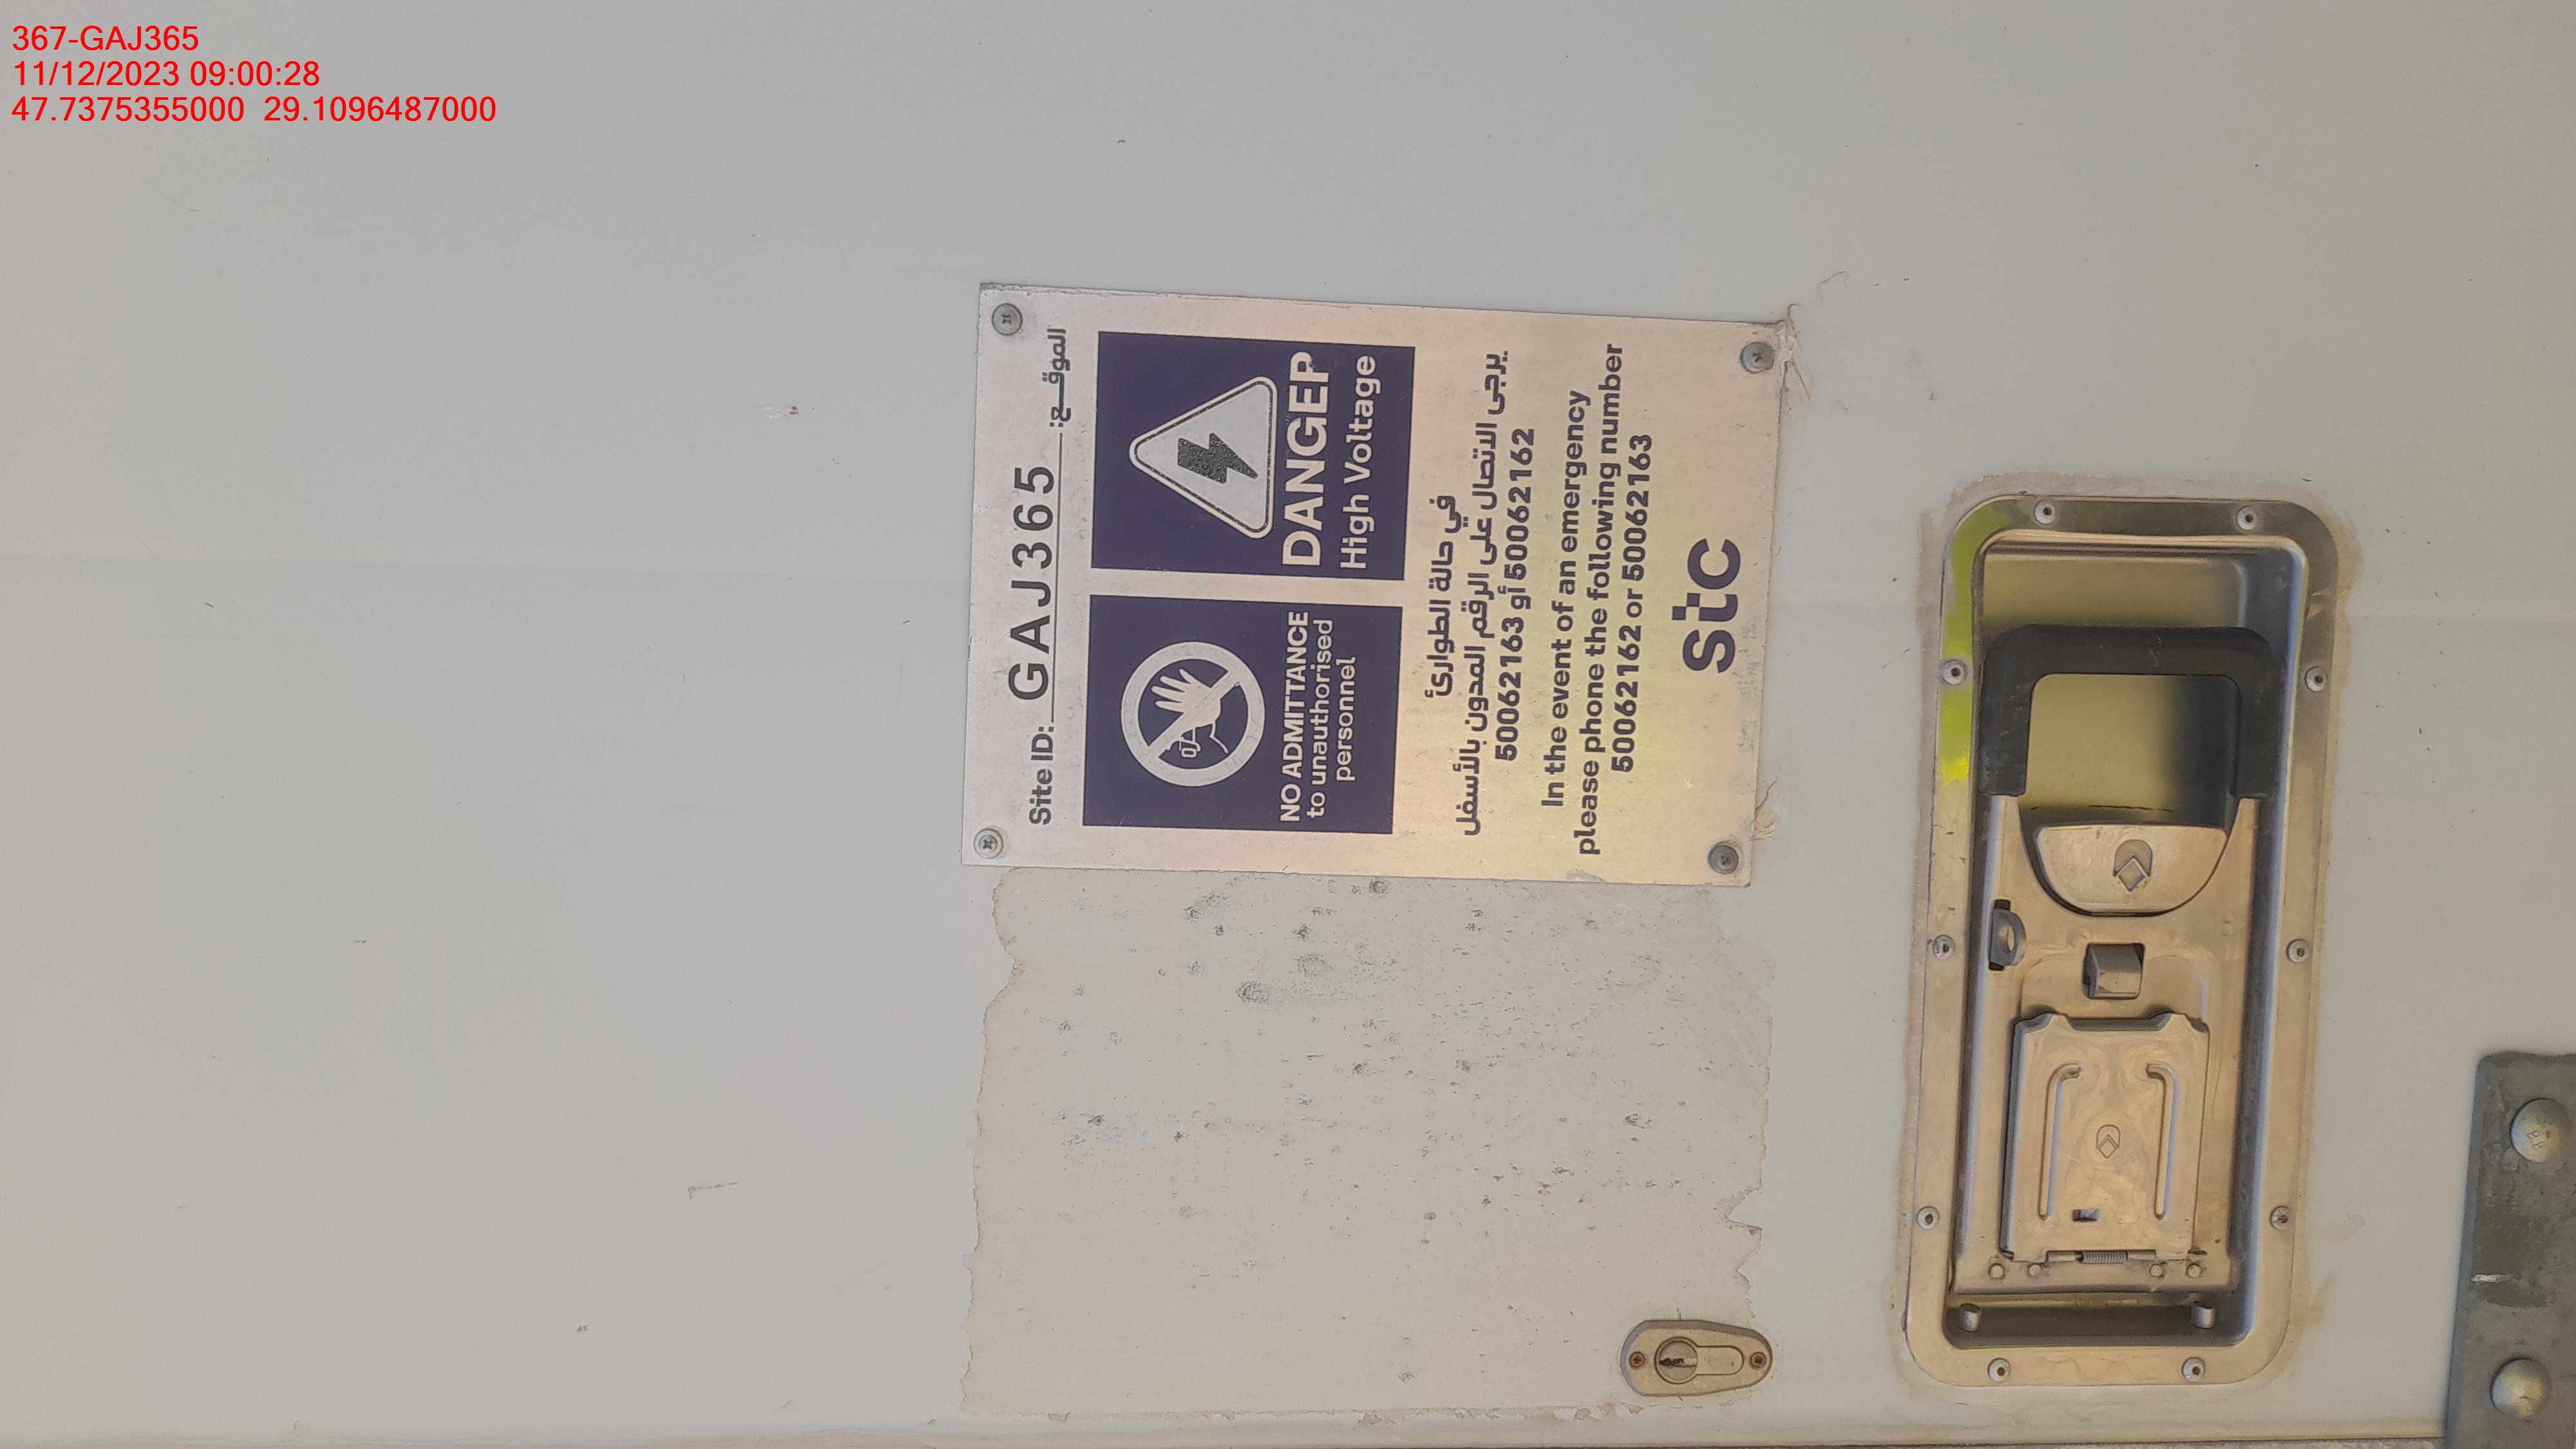 367-GAJ365
11/12/2023 09:00:28
47.7375355000 29.1096487000
Site ID: GAJ365 الموقــع:
NO ADMITTANCE
to unauthorised
personnel
DANGER
High Voltage
في حالة الطوارئ
يرجى الاتصال على الرقم المدون بالأسفل
50062163 أو 50062162
In the event of an emergency
please phone the following number
50062162 or 50062163
stc